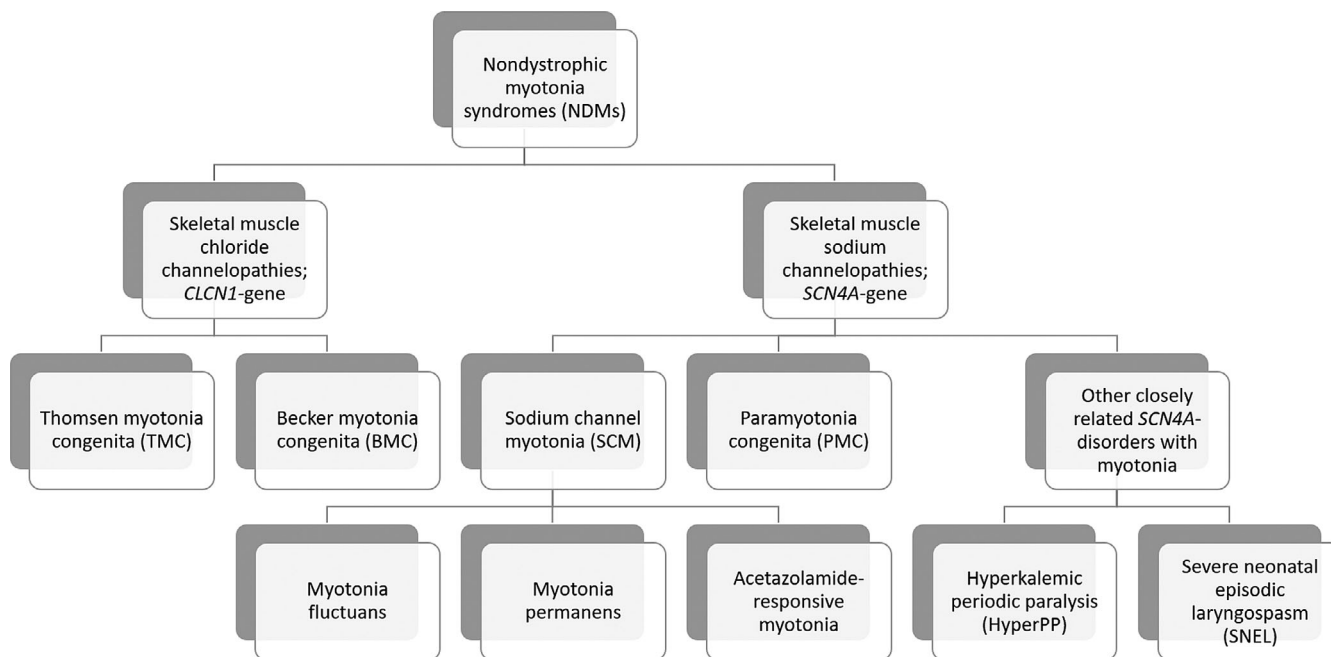 Nondystrophic
myotonia
syndromes (NDMs)
Skeletal muscle
chloride
channelopathies;
CLCN1-gene
Skeletal muscle
sodium
channelopathies;
SCN4A-gene
Thomsen myotonia
congenita (TMC)
Becker myotonia
congenita (BMC)
Sodium channel
myotonia (SCM)
Paramyotonia
congenita (PMC)
Other closely
related SCN4A-
disorders with
myotonia
Myotonia
fluctuans
Myotonia
permanens
Acetazolamide-
responsive
myotonia
Hyperkalemic
periodic paralysis
(HyperPP)
Severe neonatal
episodic
laryngospasm
(SNEL)